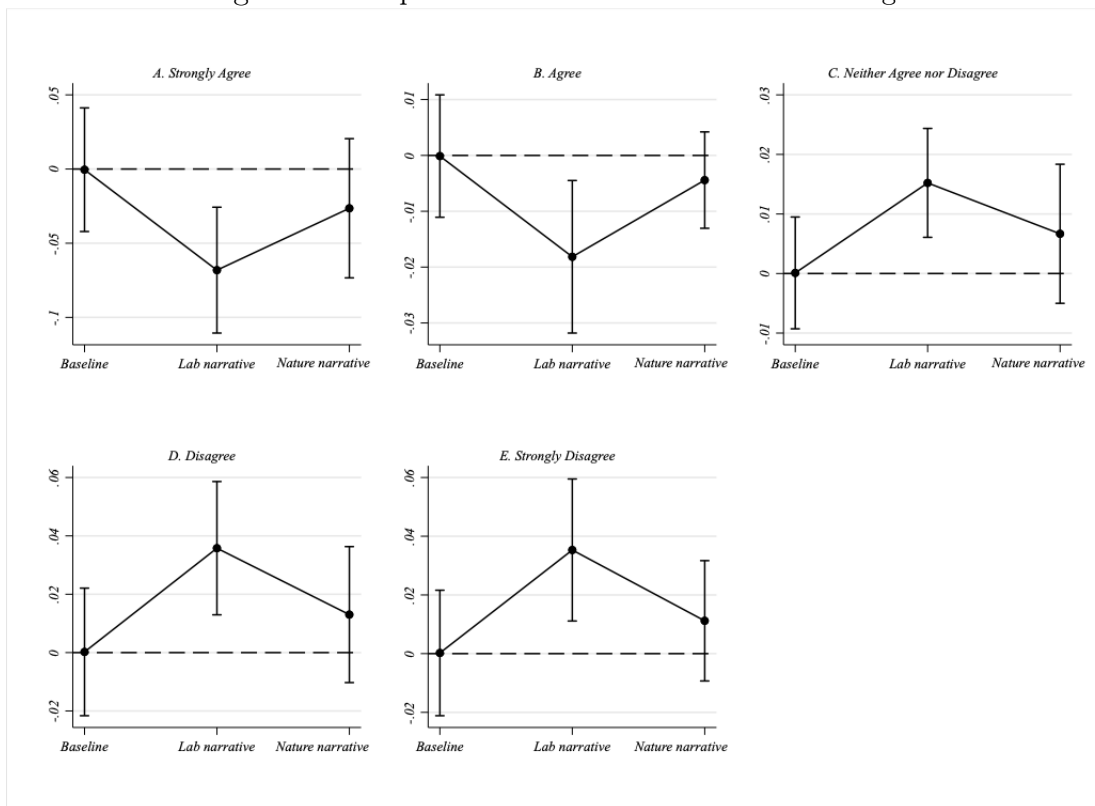 A. Strongly Agree
.05
0
-.05
-.1
Baseline Lab narrative Nature narrative
B. Agree
.01
0
-.01
-.02
-.03
Baseline Lab narrative Nature narrative
C. Neither Agree nor Disagree
.03
.02
.01
0
-.01
Baseline Lab narrative Nature narrative
D. Disagree
.06
.04
.02
0
-.02
Baseline Lab narrative Nature narrative
E. Strongly Disagree
.06
.04
.02
0
-.02
Baseline Lab narrative Nature narrative